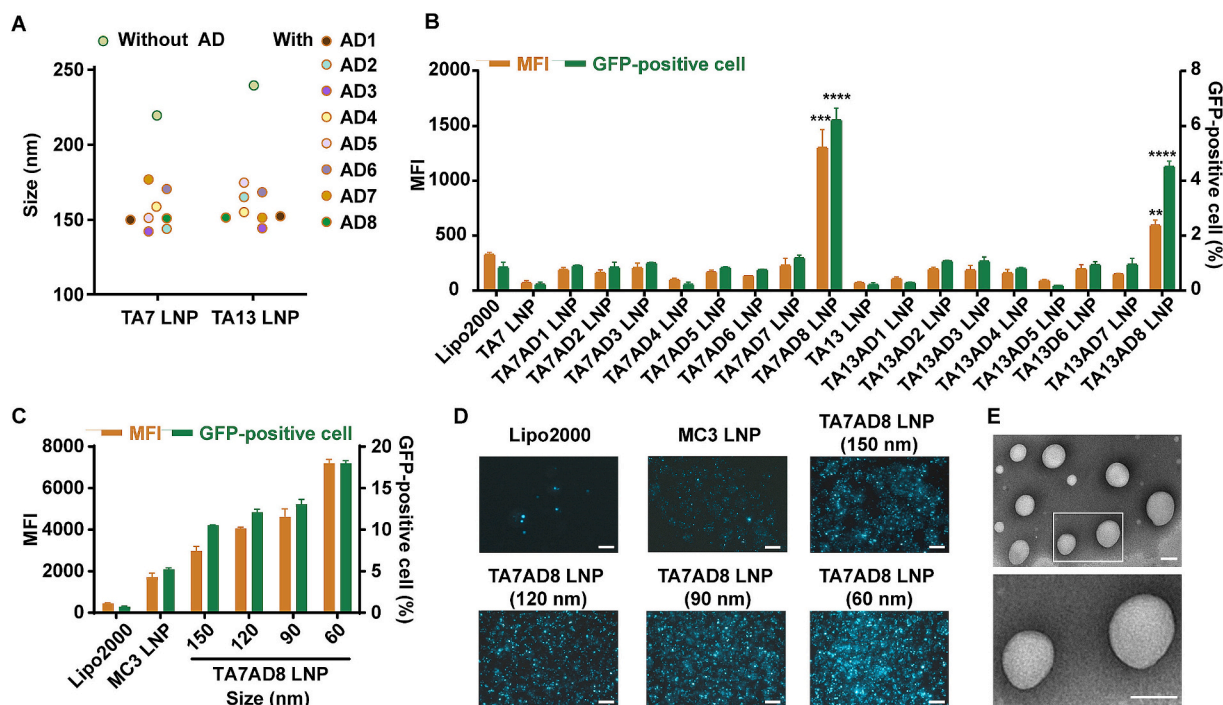 A
Without AD
With
AD1
AD2
AD3
AD4
AD5
AD6
AD7
AD8
Size (nm)
250
200
150
100
TA7 LNP
TA13 LNP
B
MFI
GFP-positive cell
MFI
2000
1500
1000
500
0
GFP-positive cell (%)
8
6
4
2
0
***
****
**
****
Lipo2000
TA7 LNP
TA7AD1 LNP
TA7AD2 LNP
TA7AD3 LNP
TA7AD4 LNP
TA7AD5 LNP
TA7AD6 LNP
TA7AD7 LNP
TA7AD8 LNP
TA13 LNP
TA13AD1 LNP
TA13AD2 LNP
TA13AD3 LNP
TA13AD4 LNP
TA13AD5 LNP
TA13D6 LNP
TA13AD7 LNP
TA13AD8 LNP
C
MFI
GFP-positive cell
MFI
8000
6000
4000
2000
0
GFP-positive cell (%)
20
15
10
5
0
Lipo2000
MC3 LNP
150
120
90
60
TA7AD8 LNP
Size (nm)
D
Lipo2000
MC3 LNP
TA7AD8 LNP
(150 nm)
TA7AD8 LNP
(120 nm)
TA7AD8 LNP
(90 nm)
TA7AD8 LNP
(60 nm)
E